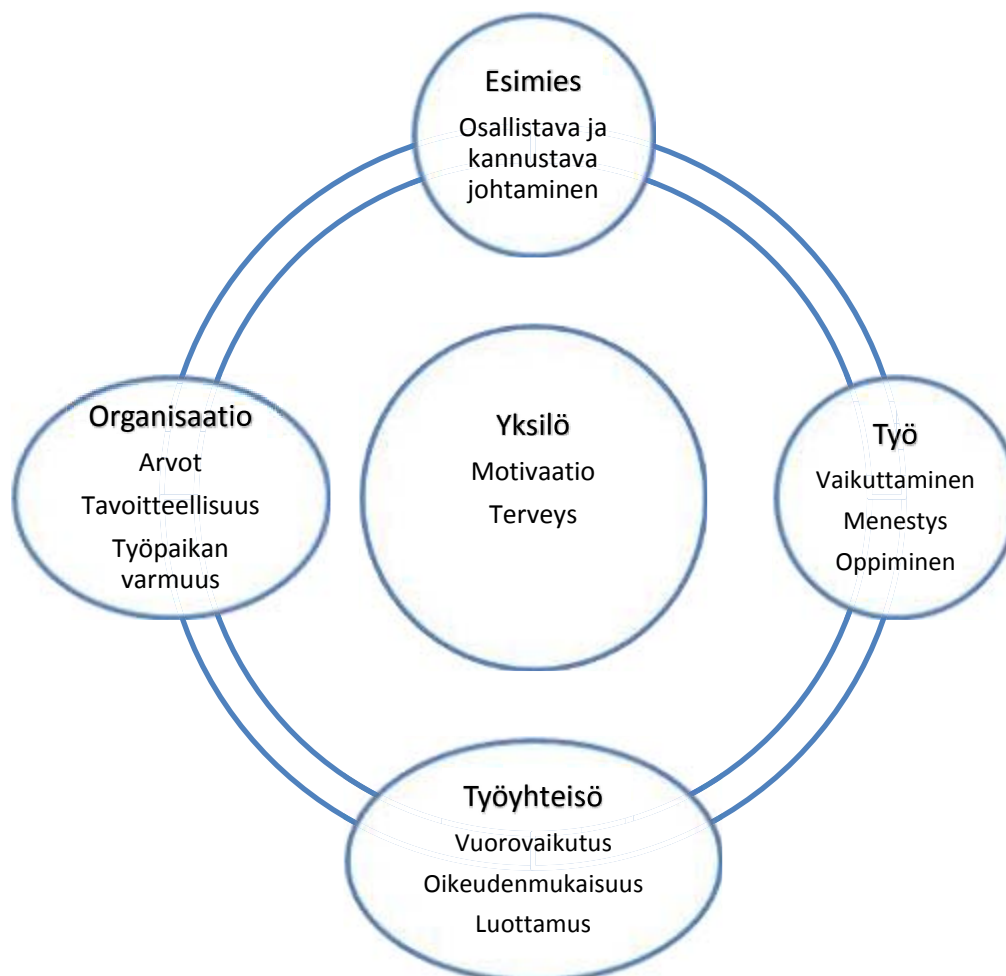 Esimies
Osallistava ja
kannustava
johtaminen
Organisaatio
Arvot
Tavoitteellisuus
Työpaikan
varmuus
Yksilö
Motivaatio
Terveys
Työ
Vaikuttaminen
Menestys
Oppiminen
Työyhteisö
Vuorovaikutus
Oikeudenmukaisuus
Luottamus